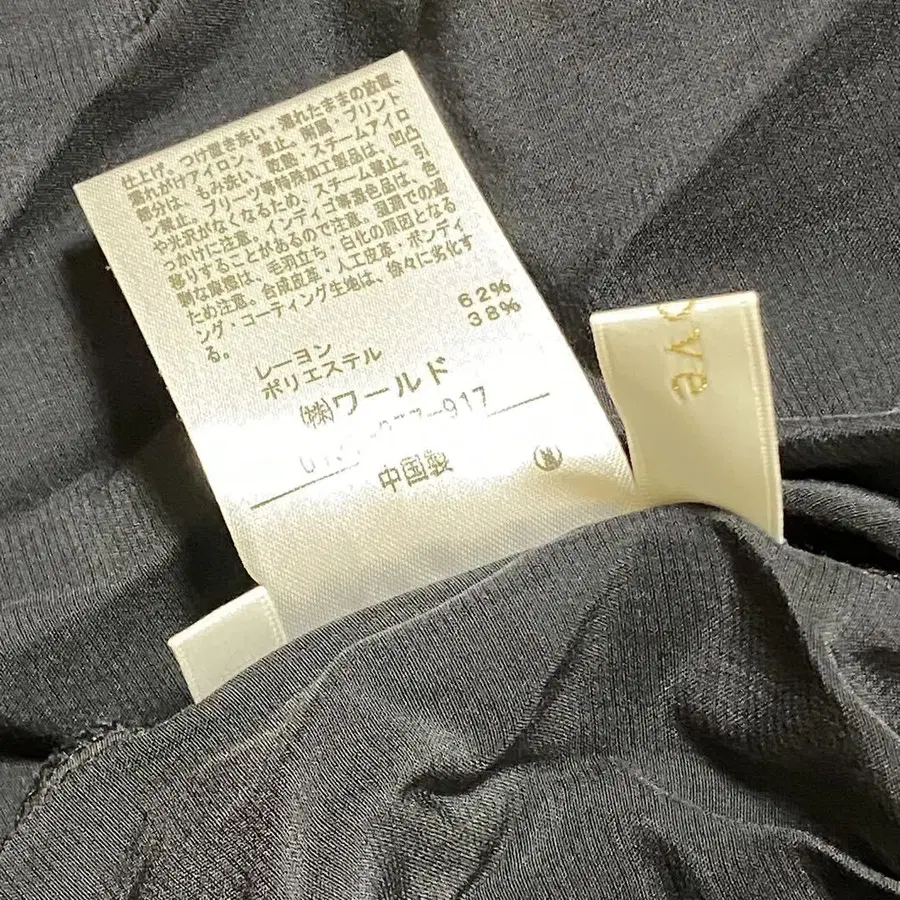 仕上げ、つけ置き洗い・濡れたままの放置、
濡れがけアイロン、禁止。附属・プリント
部分は、もみ洗い、乾燥・スチームアイロ
ン禁止。プリーツ等特殊加工製品は、凹凸
や光沢がなくなるため、スチーム禁止。引
っかけに注意。インディゴ等濃色品は、色
移りすることがあるので注意。湿潤での過
剰な摩擦は、毛羽立ち・白化の原因となる
ため注意。合成皮革・人工皮革・ボンディ
ング・コーティング生地は、徐々に劣化す
る。
レーヨン 62%
ポリエステル 38%
㈱ワールド
-917
中国製
ove